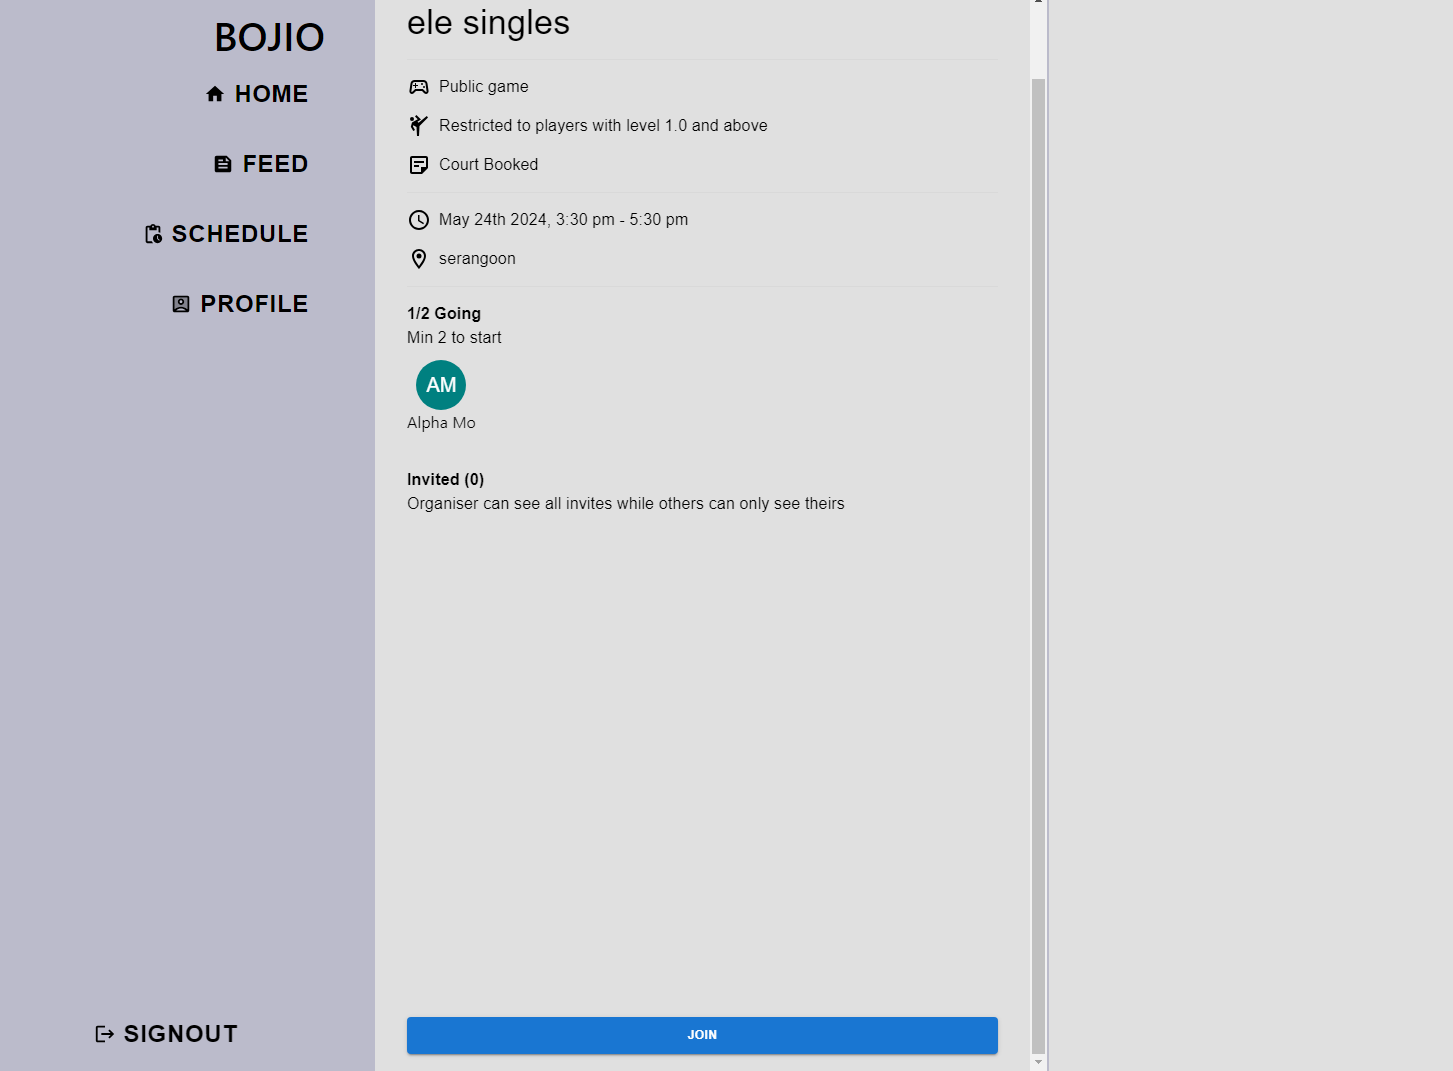 BOJIO
HOME
FEED
SCHEDULE
PROFILE
SIGNOUT
ele singles
Public game
Restricted to players with level 1.0 and above
Court Booked
May 24th 2024, 3:30 pm - 5:30 pm
serangoon
1/2 Going
Min 2 to start
AM
Alpha Mo
Invited (0)
Organiser can see all invites while others can only see theirs
JOIN